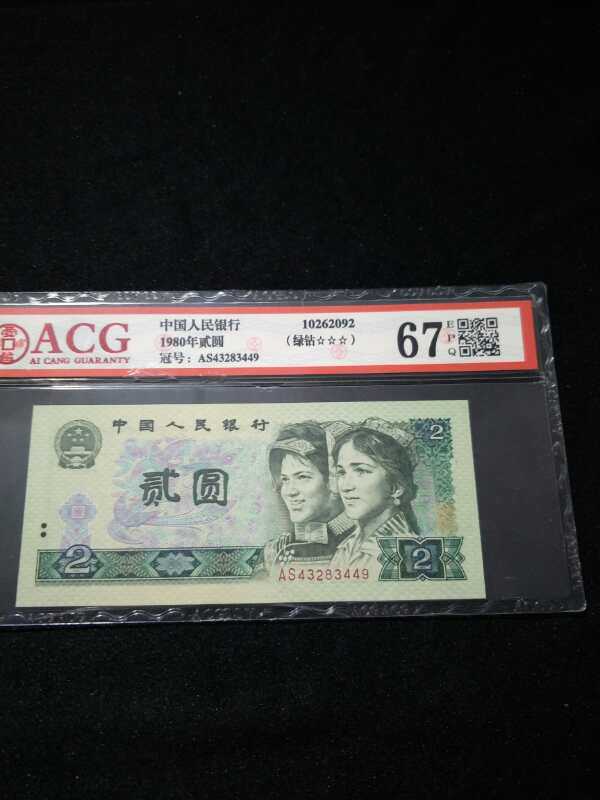 ACG
AI CANG GUARANTY
中国人民银行
1980年贰圆
冠号：AS43283449
10262092
（绿钻☆☆☆）
67
EPQ
中国人民银行
2
贰圆
2
2
AS43283449